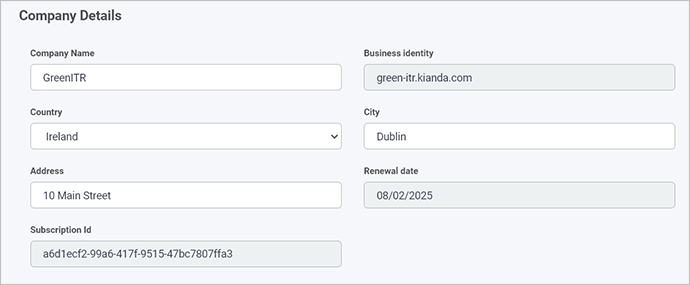 Company Details
Company Name
GreenITR
Business identity
green-itr.kianda.com
Country
Ireland
City
Dublin
Address
10 Main Street
Renewal date
08/02/2025
Subscription Id
a6d1ecf2-99a6-417f-9515-47bc7807ffa3